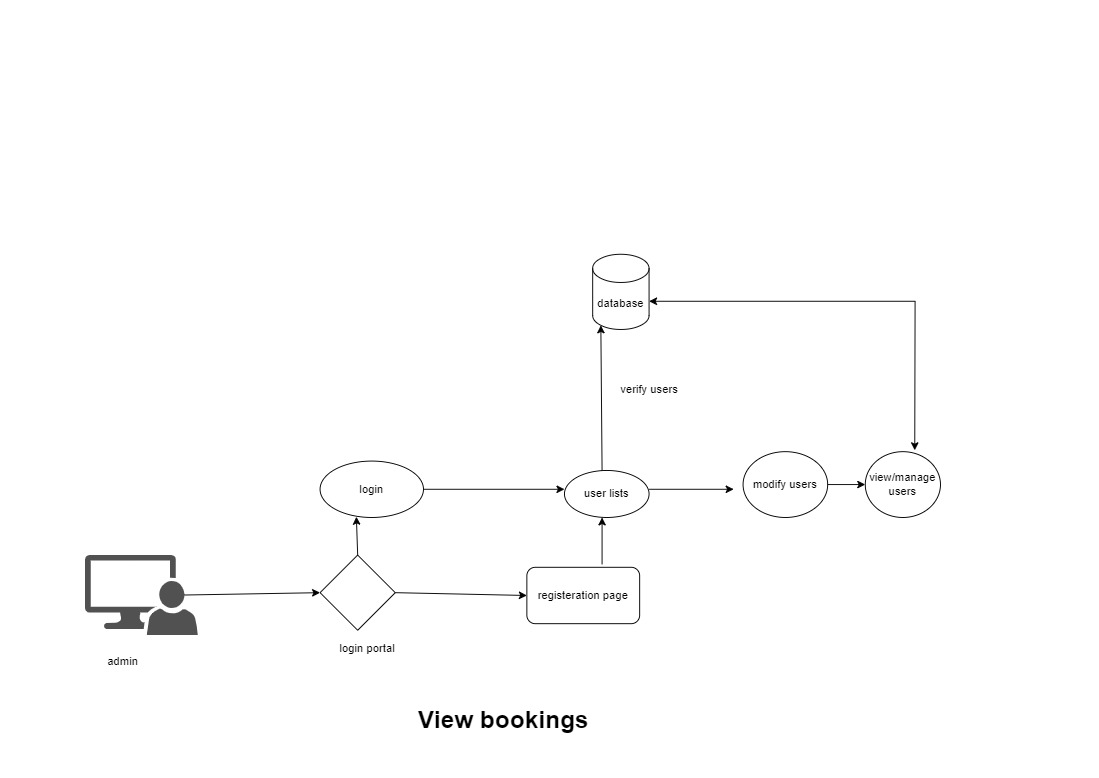 database
verify users
login
user lists
modify users
view/manage
users
registeration page
login portal
admin
View bookings